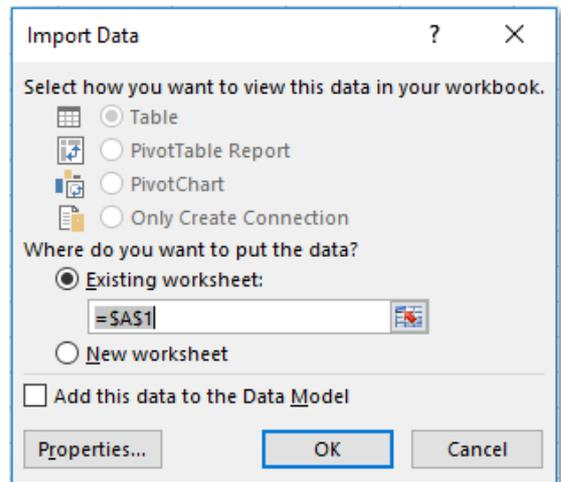 Import Data ?
Select how you want to view this data in your workbook.
Table
PivotTable Report
PivotChart
Only Create Connection
Where do you want to put the data?
Existing worksheet:
=$A$1
New worksheet
Add this data to the Data Model
Properties... OK Cancel